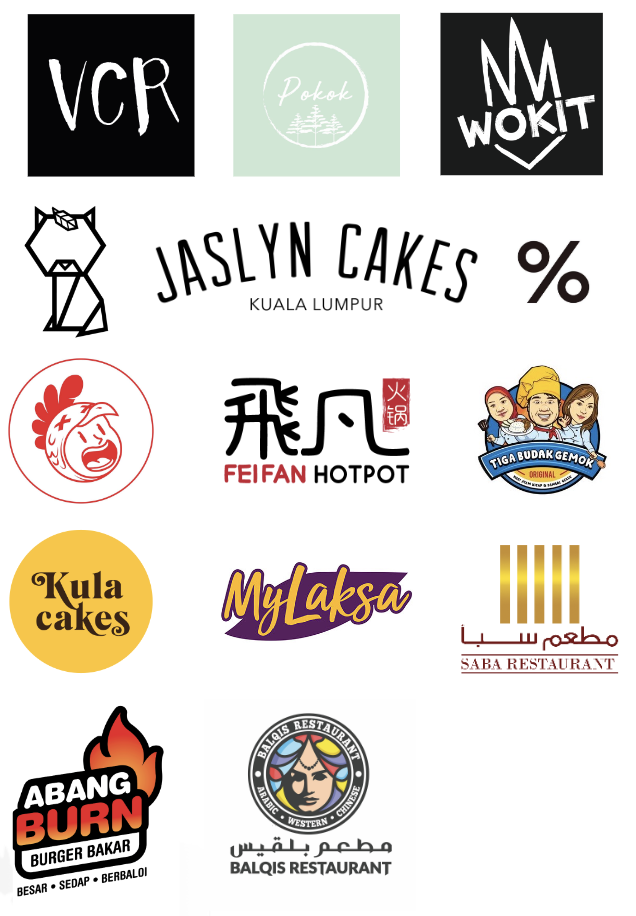 VCR
Pokok
WOKIT
JASLYN CAKES
KUALA LUMPUR
%
飛凡
火锅
FEI FAN HOTPOT
TIGA BUDAK GEMOK
ORIGINAL
Kula
cakes
MyLaksa
مطعم سبأ
SABA RESTAURANT
ABANG
BURN
BURGER BAKAR
BESAR • SEDAP • BERBALOI
BALQIS RESTAURANT
ARABIC • WESTERN • CHINESE
مطعم بلقيس
BALQIS RESTAURANT